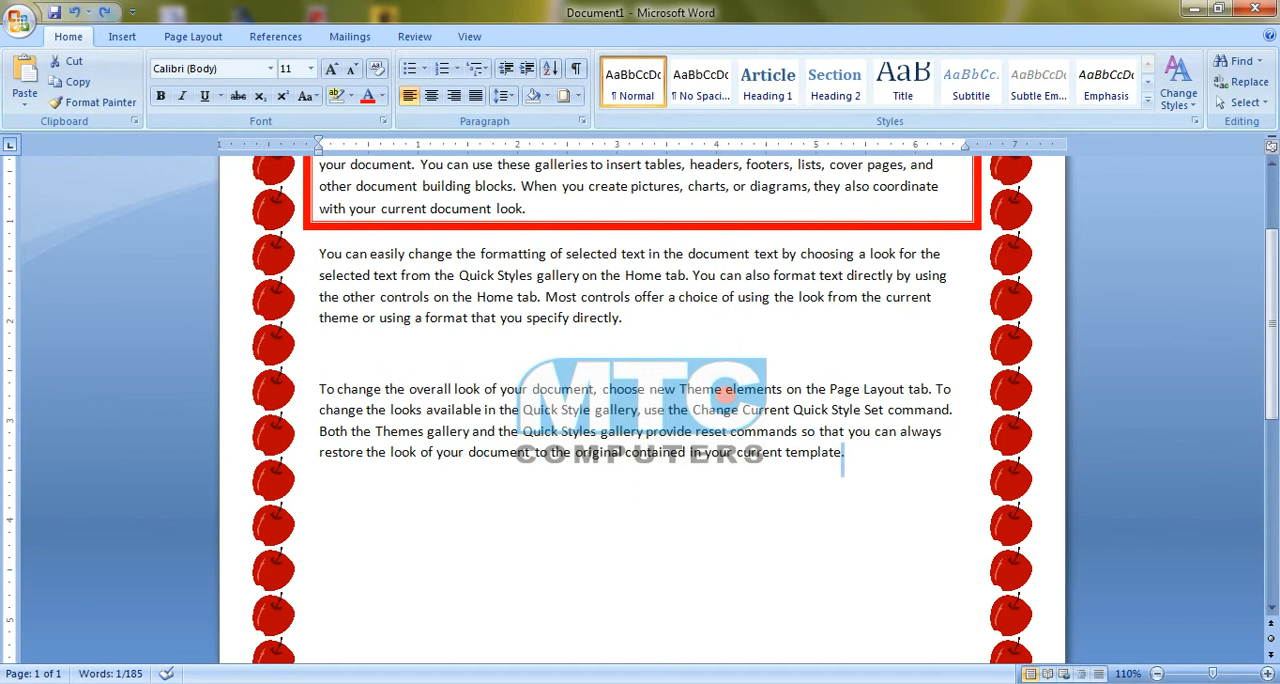 Document1 - Microsoft Word
Home Insert Page Layout References Mailings Review View
Paste
Cut
Copy
Format Painter
Clipboard
Calibri (Body) 11
Font
Paragraph
AaBbCcDc AaBbCcDc Article Section AaB AaBbCc. AaBbCcDc AaBbCcDc
¶ Normal ¶ No Spaci... Heading 1 Heading 2 Title Subtitle Subtle Em... Emphasis
Change
Styles
Styles
Find
Replace
Select
Editing
1 1 2 3 4 5 6 7
your document. You can use these galleries to insert tables, headers, footers, lists, cover pages, and
other document building blocks. When you create pictures, charts, or diagrams, they also coordinate
with your current document look.
You can easily change the formatting of selected text in the document text by choosing a look for the
selected text from the Quick Styles gallery on the Home tab. You can also format text directly by using
the other controls on the Home tab. Most controls offer a choice of using the look from the current
theme or using a format that you specify directly.
MTC
COMPUTERS
To change the overall look of your document, choose new Theme elements on the Page Layout tab. To
change the looks available in the Quick Style gallery, use the Change Current Quick Style Set command.
Both the Themes gallery and the Quick Styles gallery provide reset commands so that you can always
restore the look of your document to the original contained in your current template.
Page: 1 of 1 Words: 1/185 110%